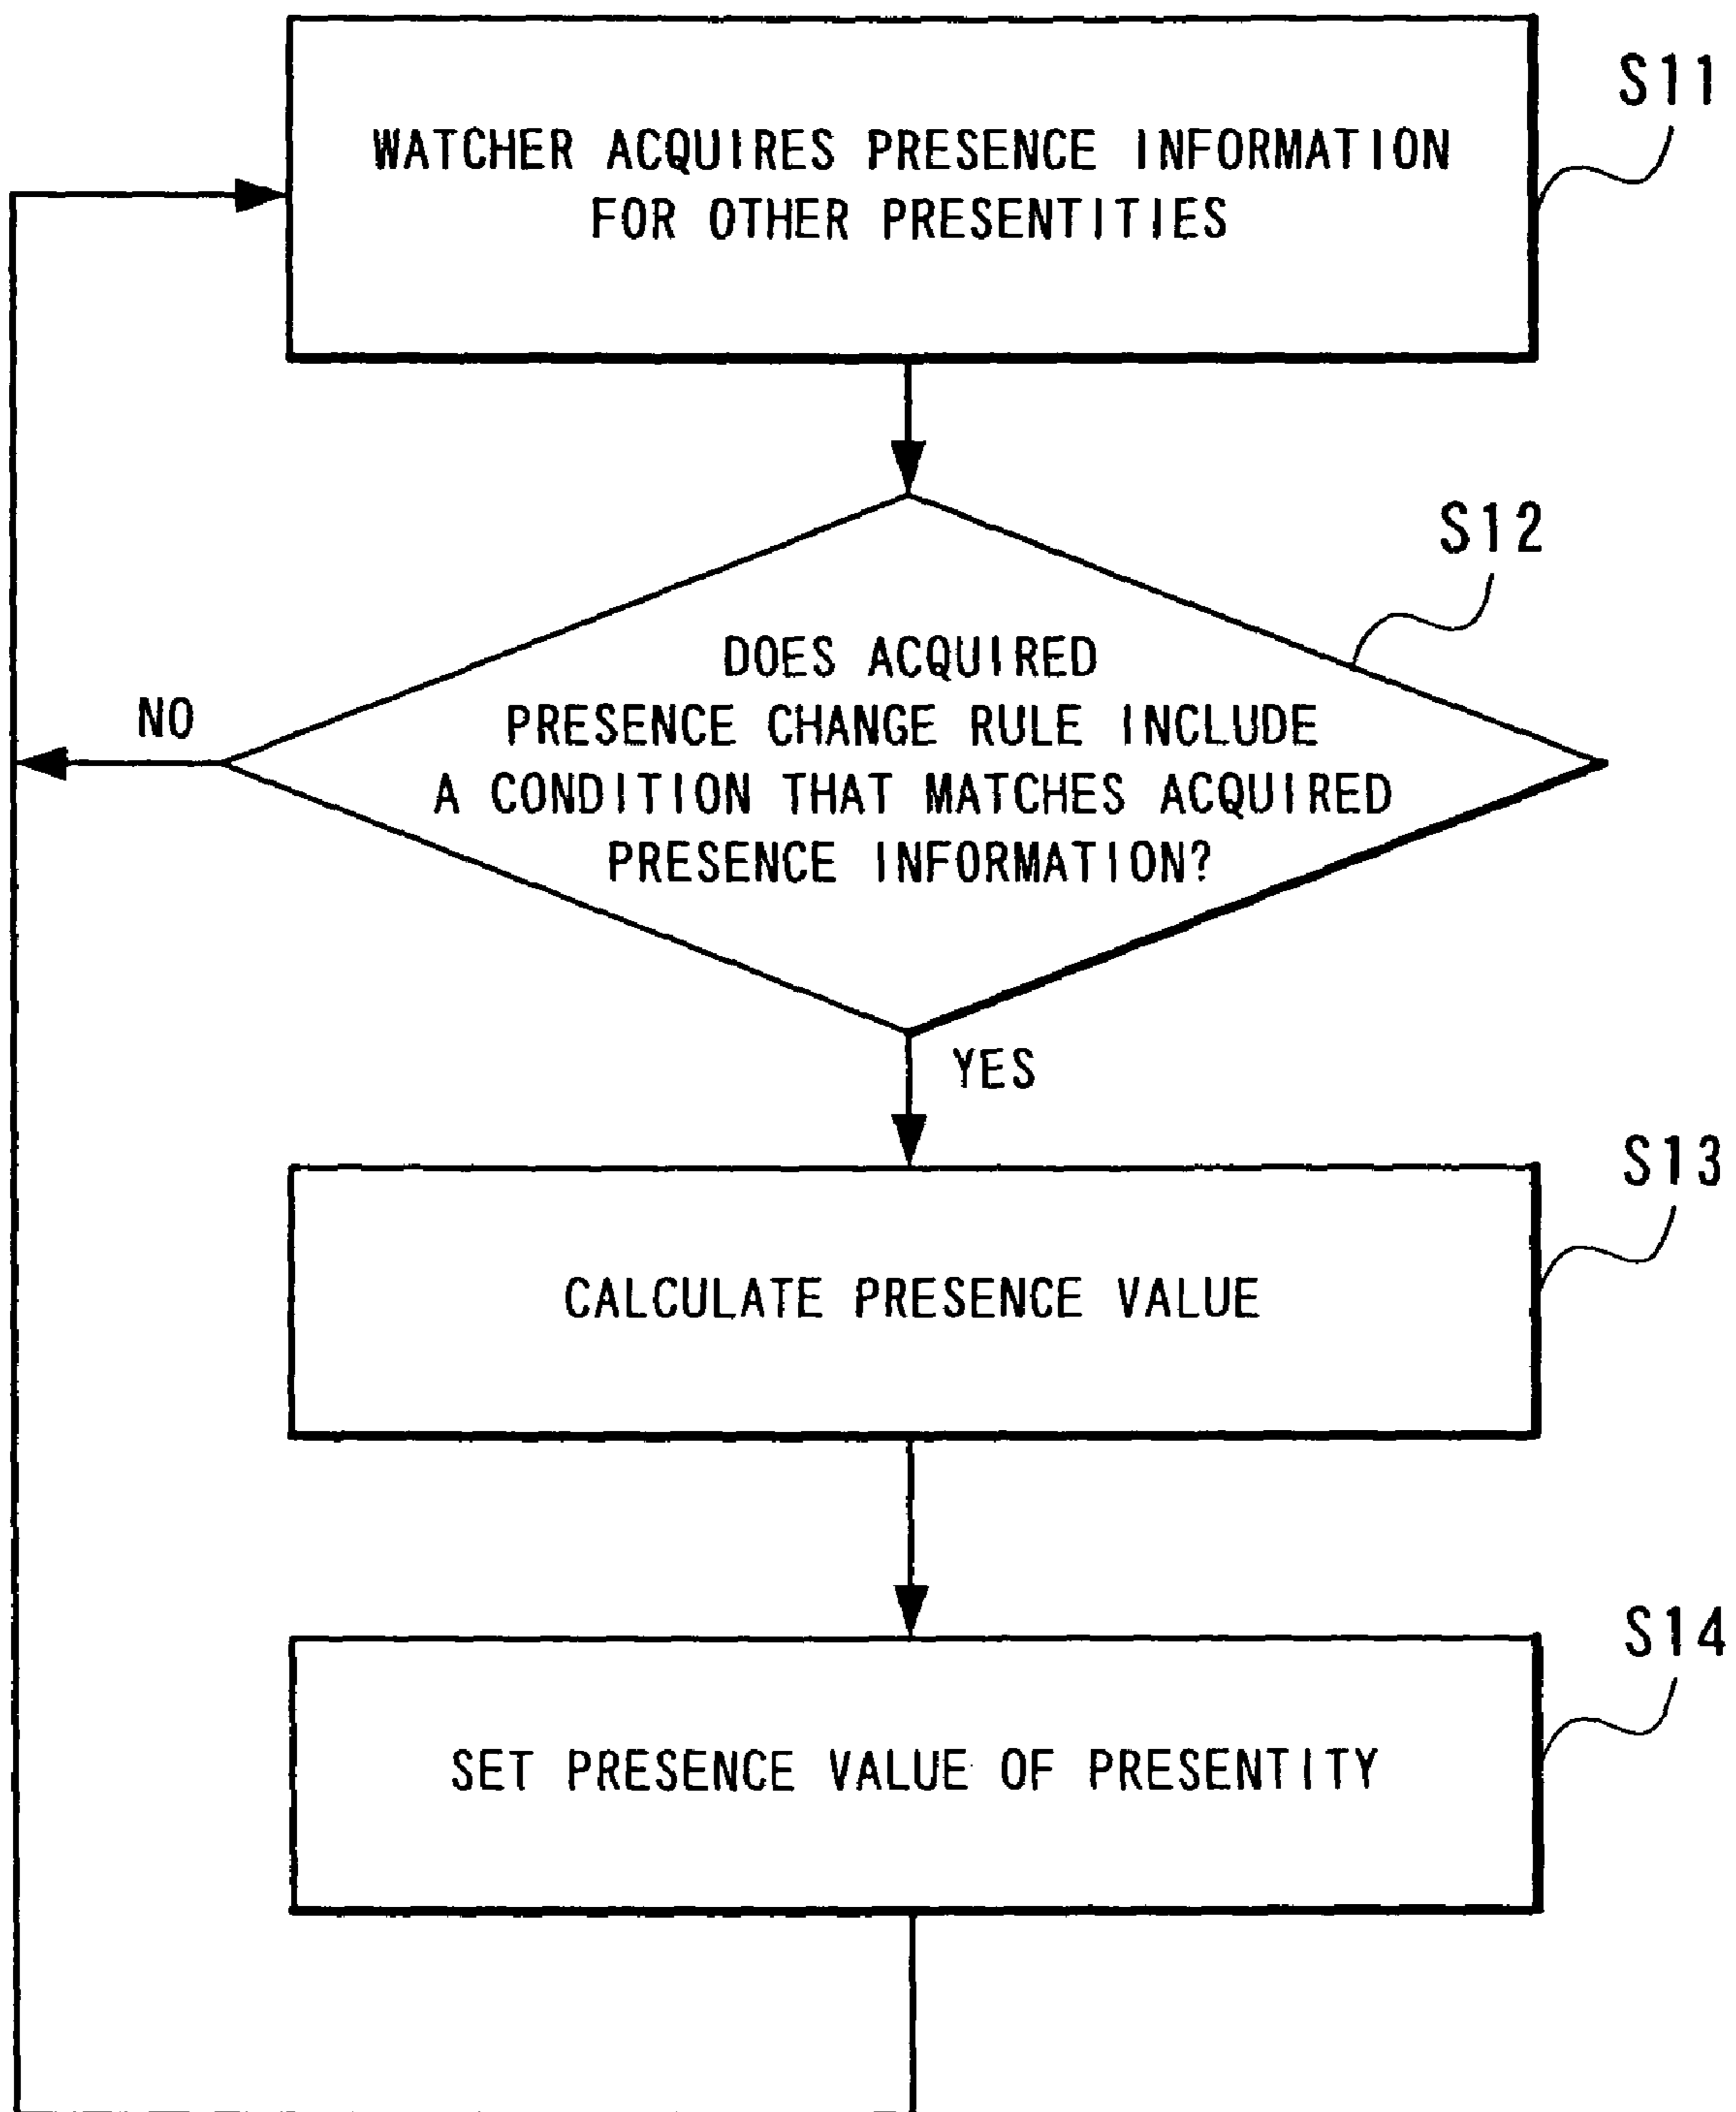 S11
WATCHER ACQUIRES PRESENCE INFORMATION
FOR OTHER PRESENTITIES
S12
DOES ACQUIRED
PRESENCE CHANGE RULE INCLUDE
A CONDITION THAT MATCHES ACQUIRED
PRESENCE INFORMATION?
NO
YES
S13
CALCULATE PRESENCE VALUE
S14
SET PRESENCE VALUE OF PRESENTITY